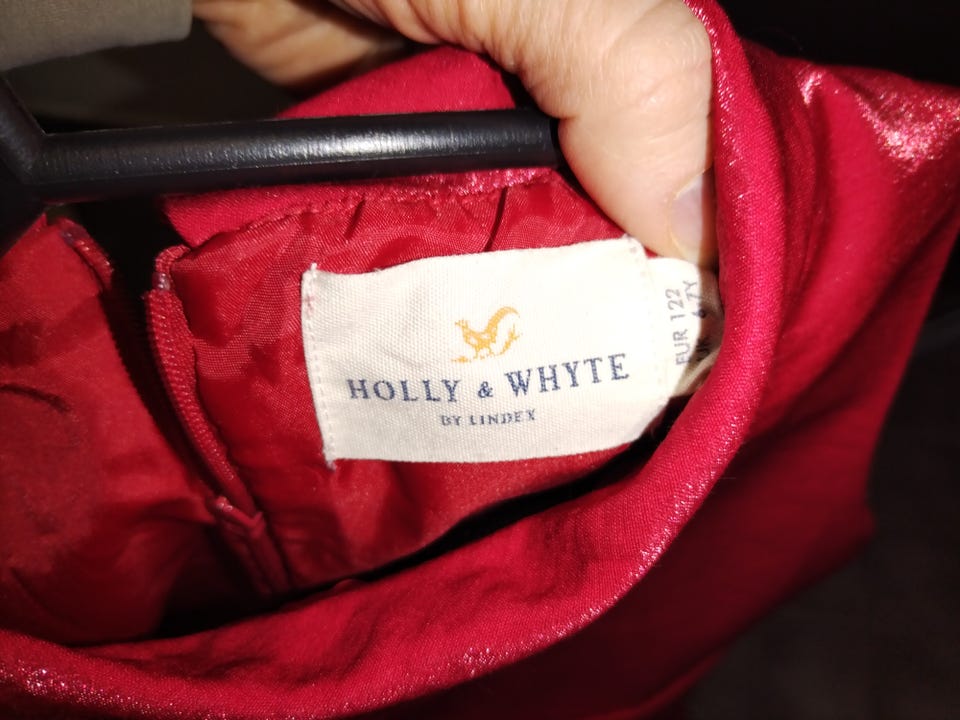 HOLLY & WHYTE
BY LINDEX
EUR 122